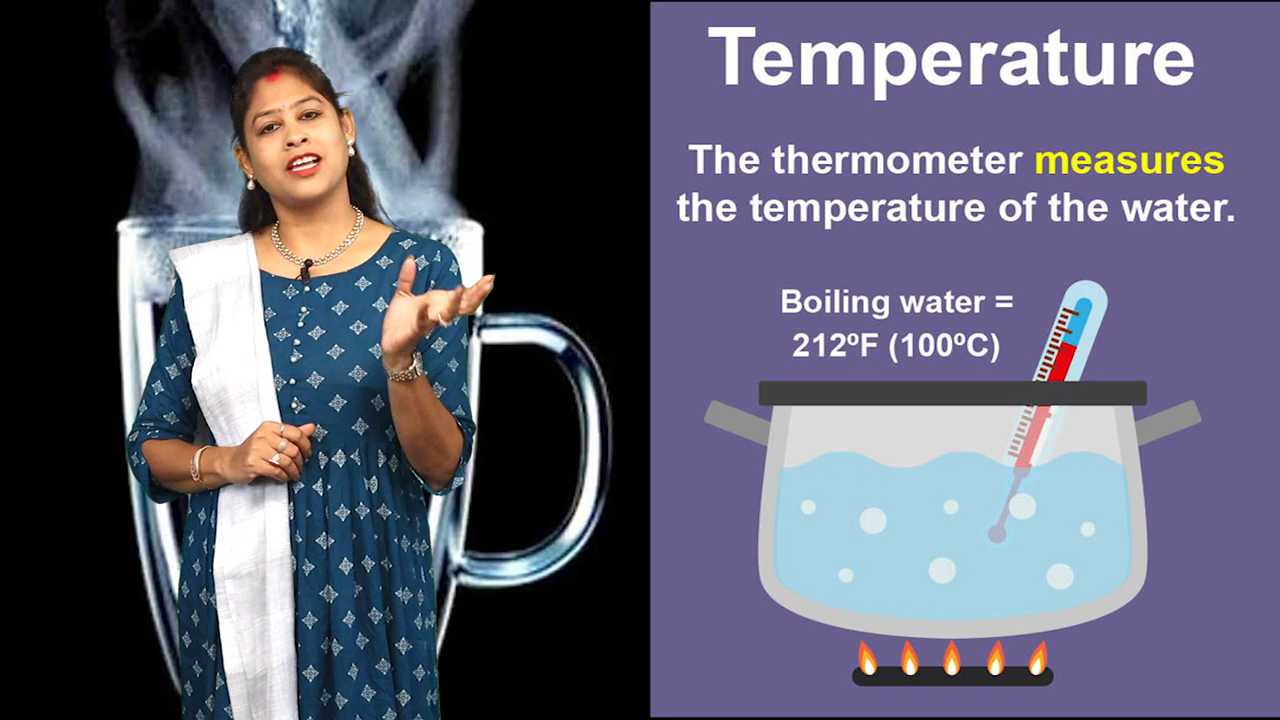 Temperature
The thermometer measures
the temperature of the water.
Boiling water =
212ºF (100ºC)